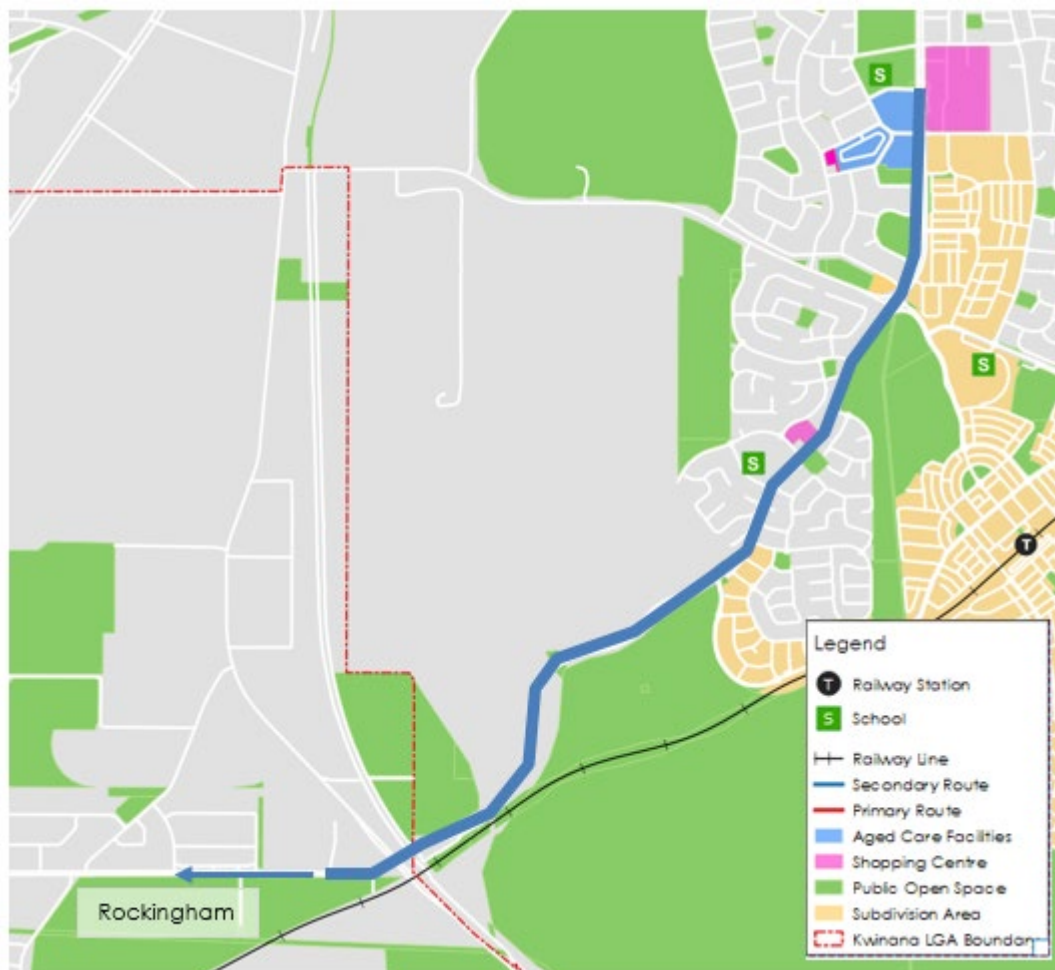 S
S
S
T
Legend
T Railway Station
S School
Railway Line
Secondary Route
Primary Route
Aged Care Facilities
Shopping Centre
Public Open Space
Subdivision Area
Kwinana LGA Boundary
Rockingham